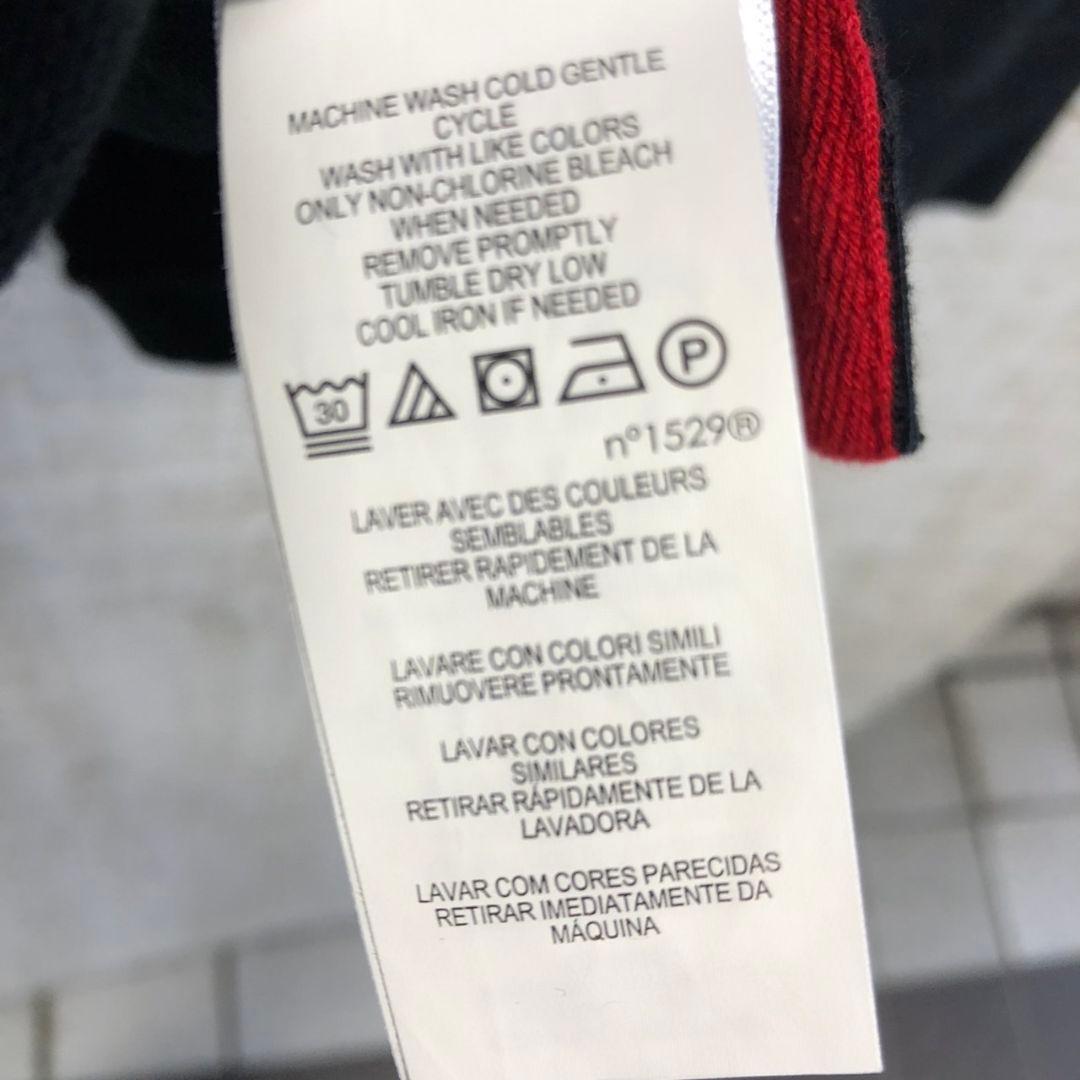 MACHINE WASH COLD GENTLE
CYCLE
WASH WITH LIKE COLORS
ONLY NON-CHLORINE BLEACH
WHEN NEEDED
REMOVE PROMPTLY
TUMBLE DRY LOW
COOL IRON IF NEEDED
30 P
nº1529®
LAVER AVEC DES COULEURS
SEMBLABLES
RETIRER RAPIDEMENT DE LA
MACHINE
LAVARE CON COLORI SIMILI
RIMUOVERE PRONTAMENTE
LAVAR CON COLORES
SIMILARES
RETIRAR RÁPIDAMENTE DE LA
LAVADORA
LAVAR COM CORES PARECIDAS
RETIRAR IMEDIATAMENTE DA
MÁQUINA